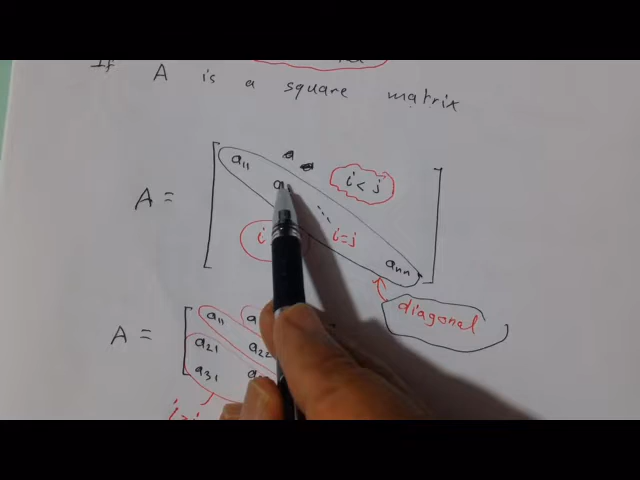 If A is a square matrix
a₁₁ a
a i < j
A =
i i=j
aₙₙ
diagonal
A = a₁₁ a
a₂₁ a₂₂
a₃₁ a